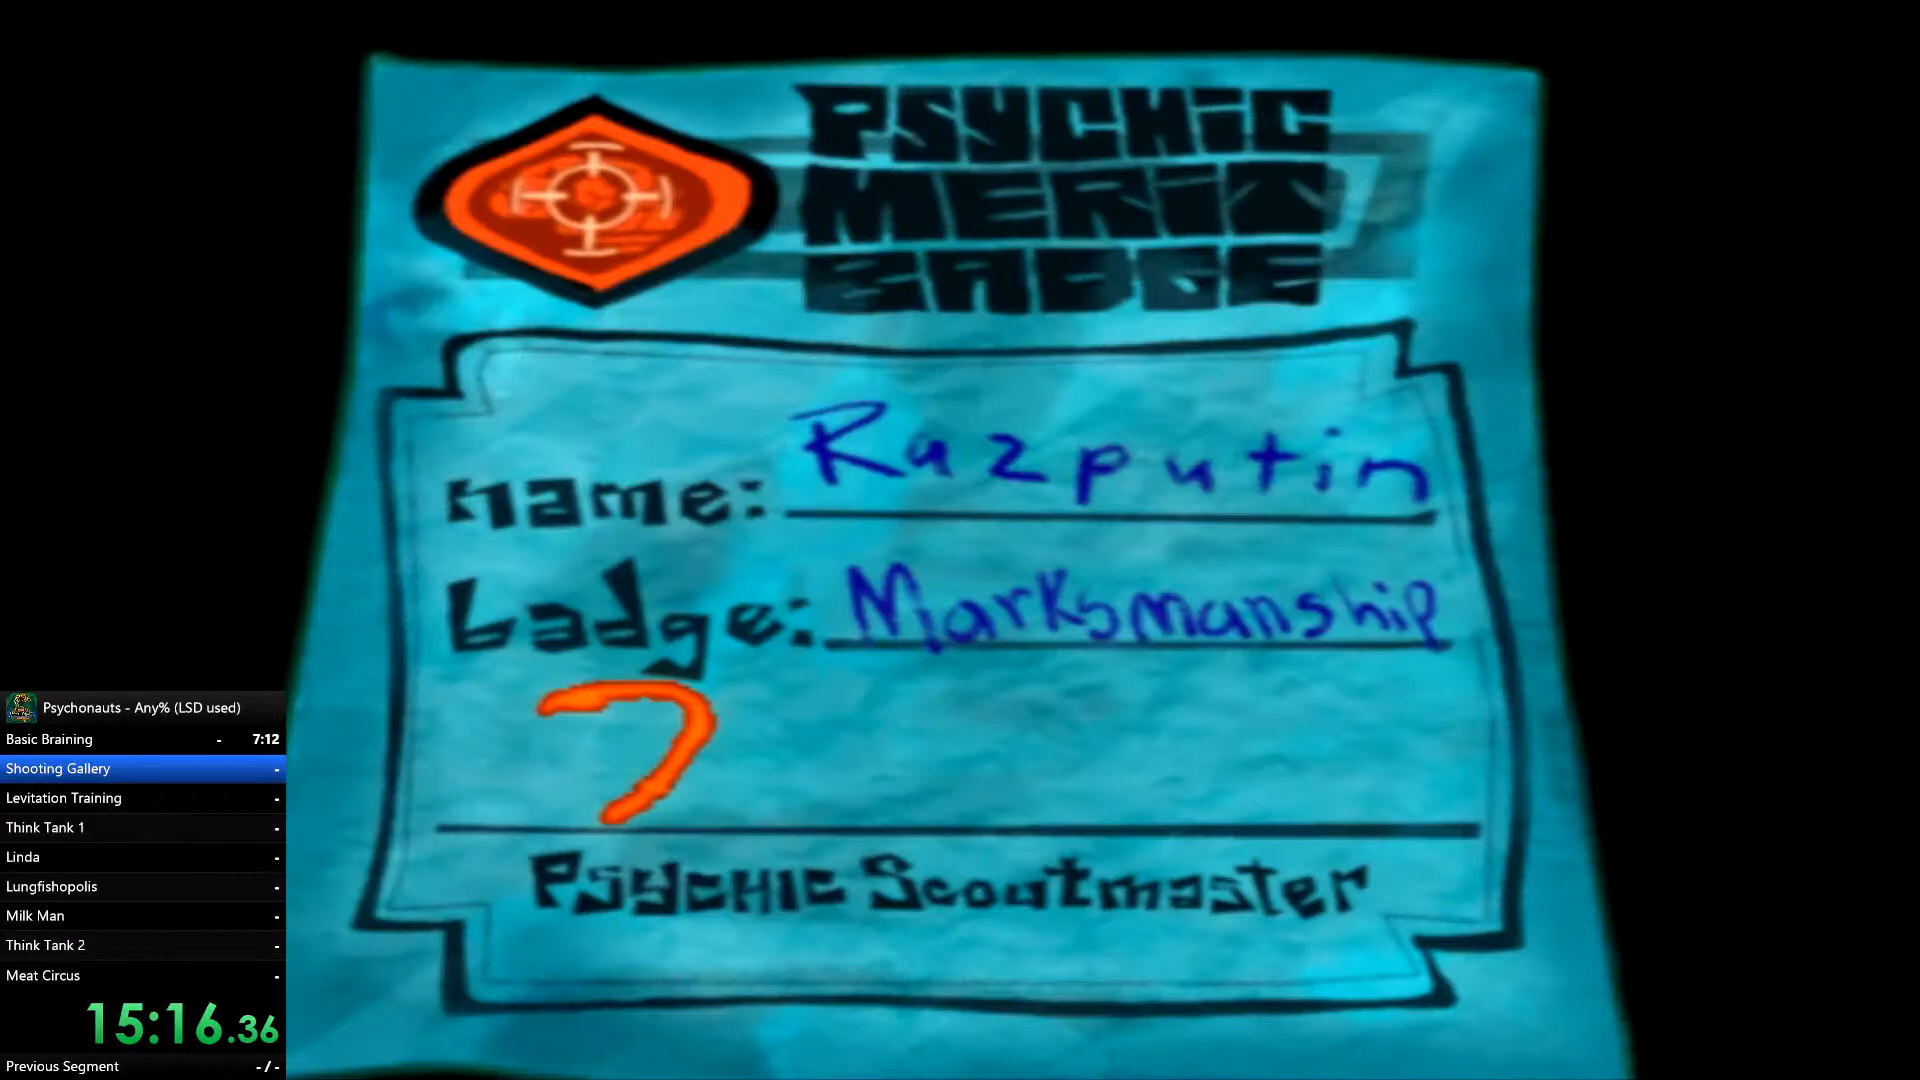 PSYCHIC
MERIT
BADGE
name: Razputin
badge: Marksmanship
Psychic Scoutmaster
Psychonauts - Any% (LSD used)
Basic Braining - 7:12
Shooting Gallery -
Levitation Training -
Think Tank 1 -
Linda -
Lungfishopolis -
Milk Man -
Think Tank 2 -
Meat Circus -
15:16.36
Previous Segment - / -